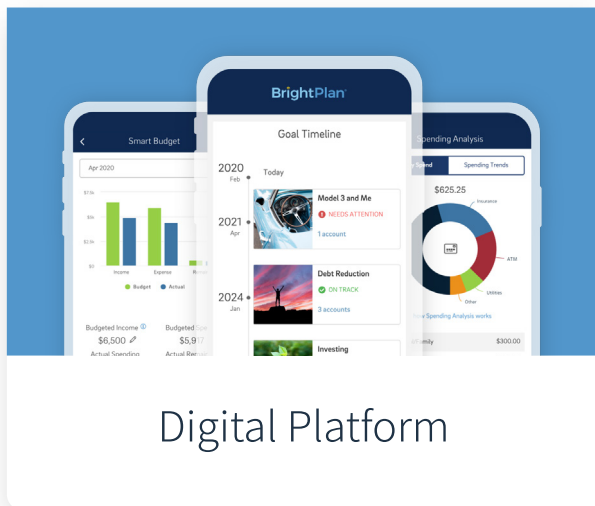 BrightPlan
Goal Timeline
2020
Feb
Today
Model 3 and Me
NEEDS ATTENTION
1 account
2021
Apr
Debt Reduction
ON TRACK
3 accounts
2024
Jan
Investing
Smart Budget
Apr 2020
$7.5k
$5k
$2.5k
$0
Income
Expense
Budget
Actual
Budgeted Income
$6,500
Actual Spending
Budgeted
$5,917
Actual
Spending Analysis
Spending Trends
$625.25
Insurance
ATM
Utilities
Other
Spending Analysis works
$300.00
Digital Platform